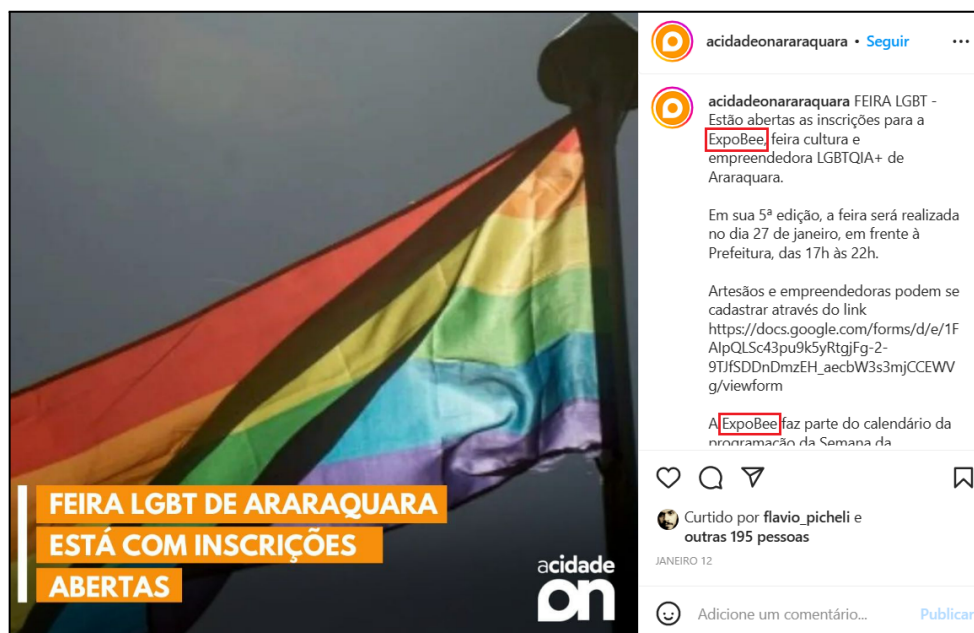 FEIRA LGBT DE ARARAQUARA
ESTÁ COM INSCRIÇÕES
ABERTAS
acidade
on
acidadeonararaquara • Seguir
acidadeonararaquara FEIRA LGBT -
Estão abertas as inscrições para a
ExpoBee, feira cultura e
empreendedora LGBTQIA+ de
Araraquara.
Em sua 5ª edição, a feira será realizada
no dia 27 de janeiro, em frente à
Prefeitura, das 17h às 22h.
Artesãos e empreendedoras podem se
cadastrar através do link
https://docs.google.com/forms/d/e/1F
AIpQLSc43pu9k5yRtgjFg-2-
9TJfSDDnDmzEH_aecbW3s3mjCCEWV
g/viewform
A ExpoBee faz parte do calendário da
programação da Semana da
Curtido por flavio_picheli e
outras 195 pessoas
JANEIRO 12
Adicione um comentário... Publicar